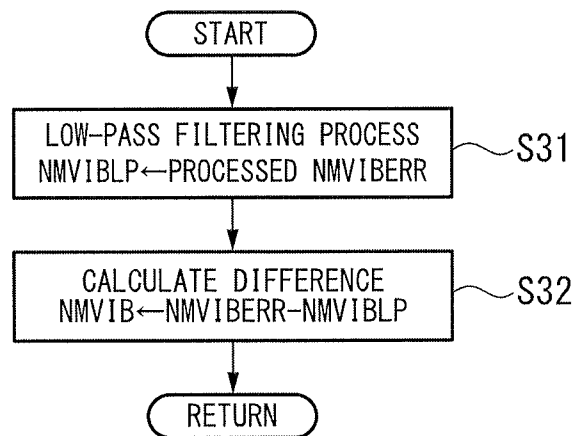 START
LOW-PASS FILTERING PROCESS
NMVIBLP←PROCESSED NMVIBERR
S31
CALCULATE DIFFERENCE
NMVIB←NMVIBERR-NMVIBLP
S32
RETURN